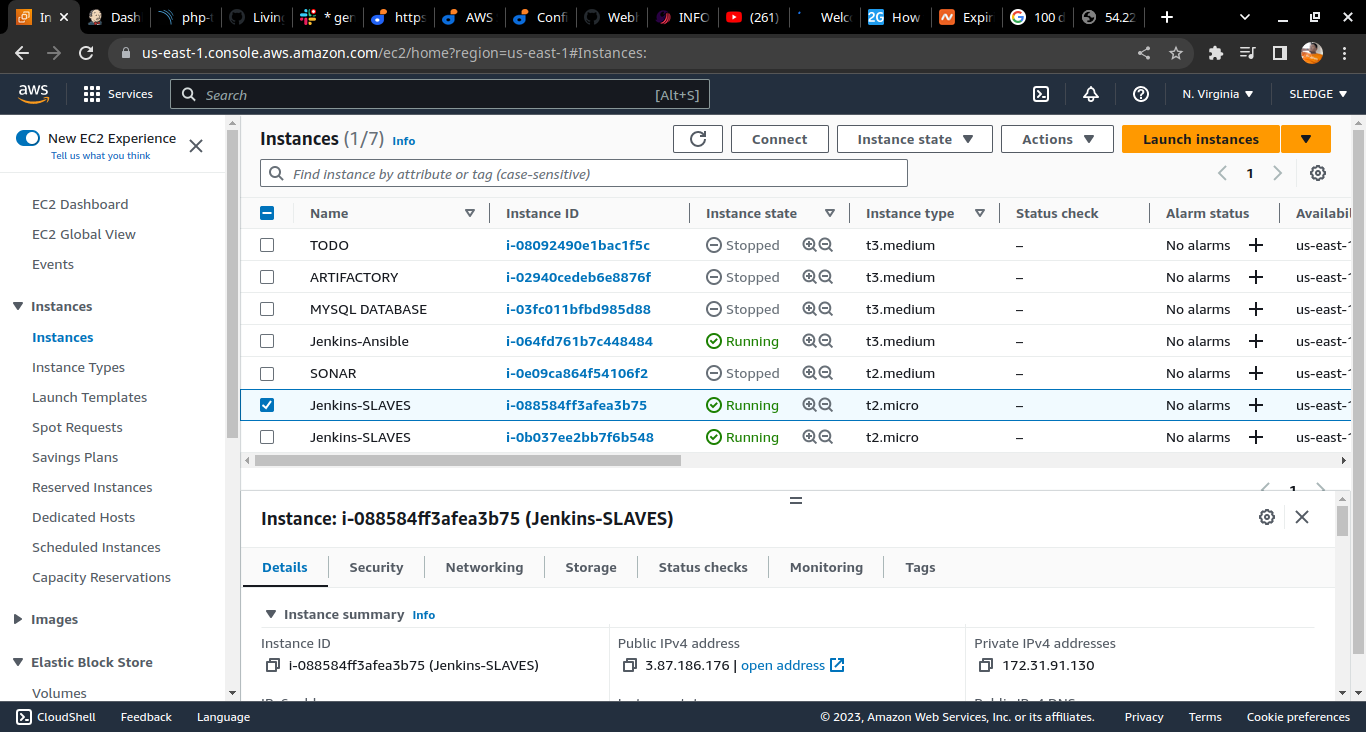 In
Dash
php-t
Living
* ger
https
AWS
Confi
Webh
INFO
(261)
Welco
How
Expir
100 d
54.22
us-east-1.console.aws.amazon.com/ec2/home?region=us-east-1#Instances:
aws Services Search [Alt+S] N. Virginia SLEDGE
New EC2 Experience
Tell us what you think
EC2 Dashboard
EC2 Global View
Events
Instances
Instances
Instance Types
Launch Templates
Spot Requests
Savings Plans
Reserved Instances
Dedicated Hosts
Scheduled Instances
Capacity Reservations
Images
Elastic Block Store
Volumes
Instances (1/7) Info Connect Instance state Actions Launch instances
Find instance by attribute or tag (case-sensitive) 1
Name Instance ID Instance state Instance type Status check Alarm status Availabil
TODO i-08092490e1bac1f5c Stopped t3.medium – No alarms + us-east-1
ARTIFACTORY i-02940cedeb6e8876f Stopped t3.medium – No alarms + us-east-1
MYSQL DATABASE i-03fc011bfbd985d88 Stopped t3.medium – No alarms + us-east-1
Jenkins-Ansible i-064fd761b7c448484 Running t3.medium – No alarms + us-east-1
SONAR i-0e09ca864f54106f2 Stopped t2.medium – No alarms + us-east-1
Jenkins-SLAVES i-088584ff3afea3b75 Running t2.micro – No alarms + us-east-1
Jenkins-SLAVES i-0b037ee2bb7f6b548 Running t2.micro – No alarms + us-east-1
Instance: i-088584ff3afea3b75 (Jenkins-SLAVES)
Details Security Networking Storage Status checks Monitoring Tags
Instance summary Info
Instance ID Public IPv4 address Private IPv4 addresses
i-088584ff3afea3b75 (Jenkins-SLAVES) 3.87.186.176 | open address 172.31.91.130
CloudShell Feedback Language © 2023, Amazon Web Services, Inc. or its affiliates. Privacy Terms Cookie preferences